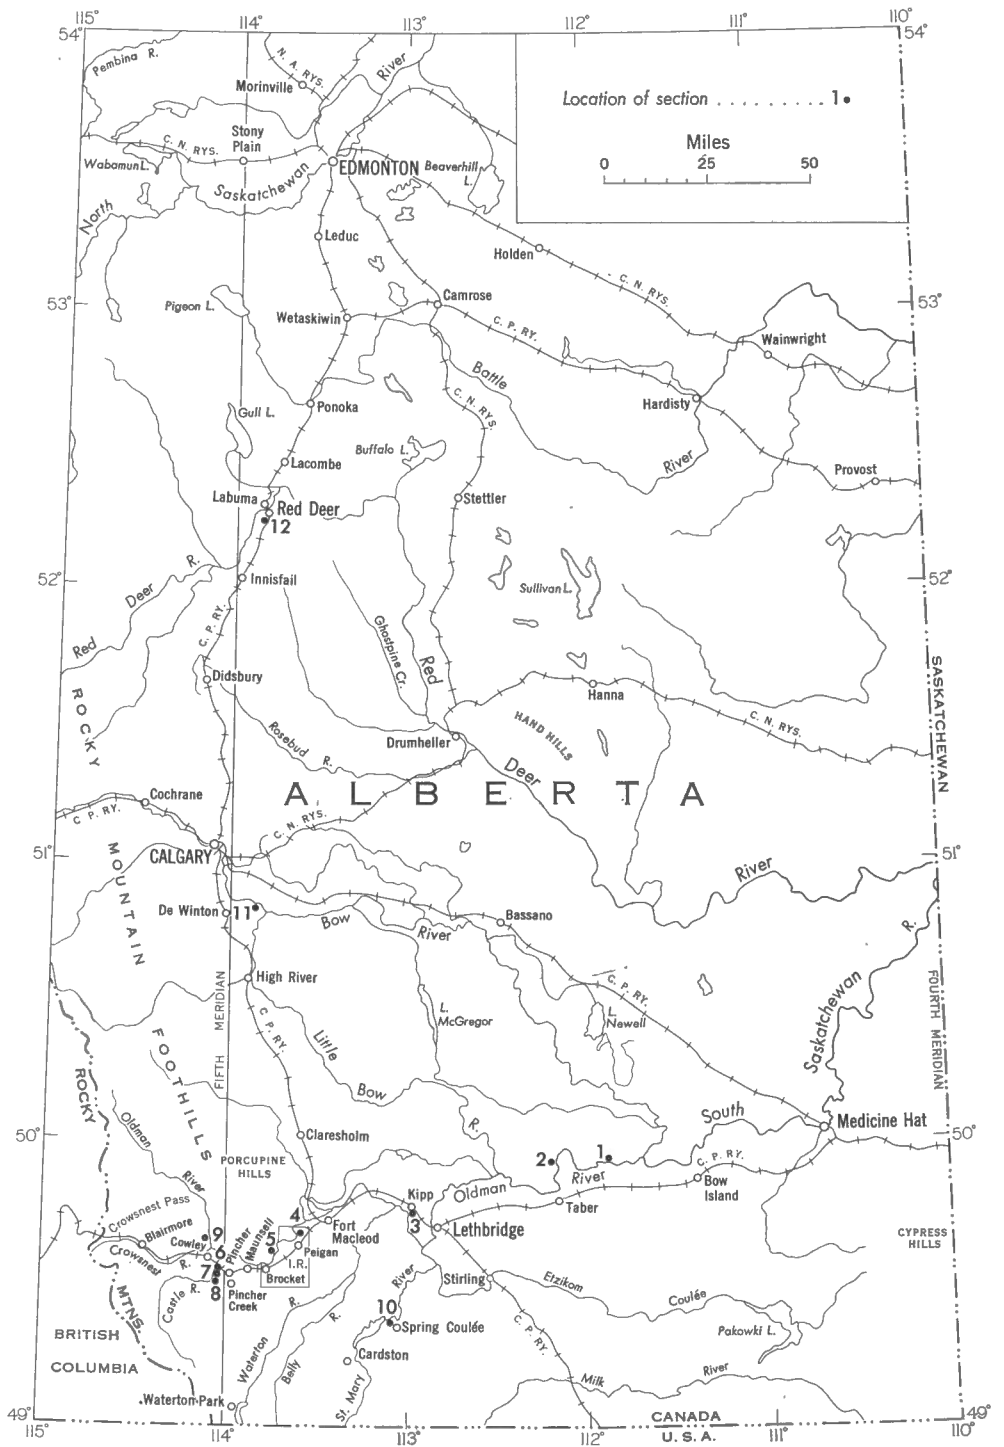 115°
114°
113°
112°
111°
110°
54°
54°
Pembina R.
N. A. RYS.
River
Morinville
Location of section ........ 1
Miles
0 25 50
Stony
Plain
C. N. RYS.
Wabamun L.
EDMONTON
Beaverhill
L.
North
Saskatchewan
Leduc
Holden
C. N. RYS.
53°
53°
Pigeon L.
Camrose
Wetaskiwin
C. P. RY.
Wainwright
Battle
C. N. RYS.
Hardisty
Ponoka
Gull L.
Buffalo L.
River
Provost
Lacombe
Labuma
Red Deer
12
Stettler
52°
52°
Red Deer R.
Innisfail
Sullivan L.
C. P. RY.
Ghostpine Cr.
Red
Didsbury
Hanna
SASKATCHEWAN
ROCKY
HAND HILLS
C. N. RYS.
Rosebud R.
Drumheller
Deer
ALBERTA
Cochrane
C. P. RY.
C. N. RYS.
CALGARY
51°
51°
MOUNTAIN
River
De Winton
11
Bow
River
Bassano
R.
High River
FIFTH MERIDIAN
C. P. RY.
L.
McGregor
C. P. RY.
L.
Newell
Saskatchewan
FOURTH MERIDIAN
FOOTHILLS
Little
Bow
ROCKY
Oldman
River
R.
South
Medicine Hat
50°
50°
Claresholm
PORCUPINE
HILLS
2
1
River
C. P. RY.
Bow
Island
Oldman
Taber
Crowsnest Pass
Kipp
3
Lethbridge
4
Fort
Macleod
Blairmore
9
Cowley
6
Pincher
Maunsell
5
Peigan
I.R.
Crowsnest
R.
7
Brocket
CYPRESS
HILLS
8
Pincher
Creek
Castle R.
River
Stirling
Etzikom
Coulée
MTNS.
R.
R.
10
Spring Coulée
C. P. RY.
Pakowki L.
BRITISH
COLUMBIA
Waterton
Belly
Cardston
St. Mary
Milk
River
Waterton Park
49°
49°
CANADA
U. S. A.
115°
114°
113°
112°
111°
110°